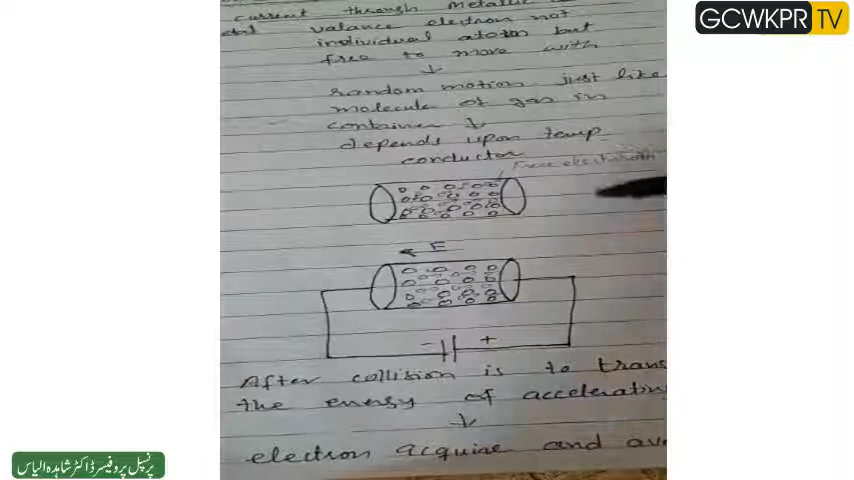 GCWKPR TV
current through metallic
valance electron not
individual atom but
free to move with
random motion just like
molecule of gas in
container
depends upon temp
conductor
Free electron
E
- +
After collision is to trans
the energy of accelerating
electron acquire and ave
پرنسپل پروفیسر ڈاکٹر شاہدہ الیاس